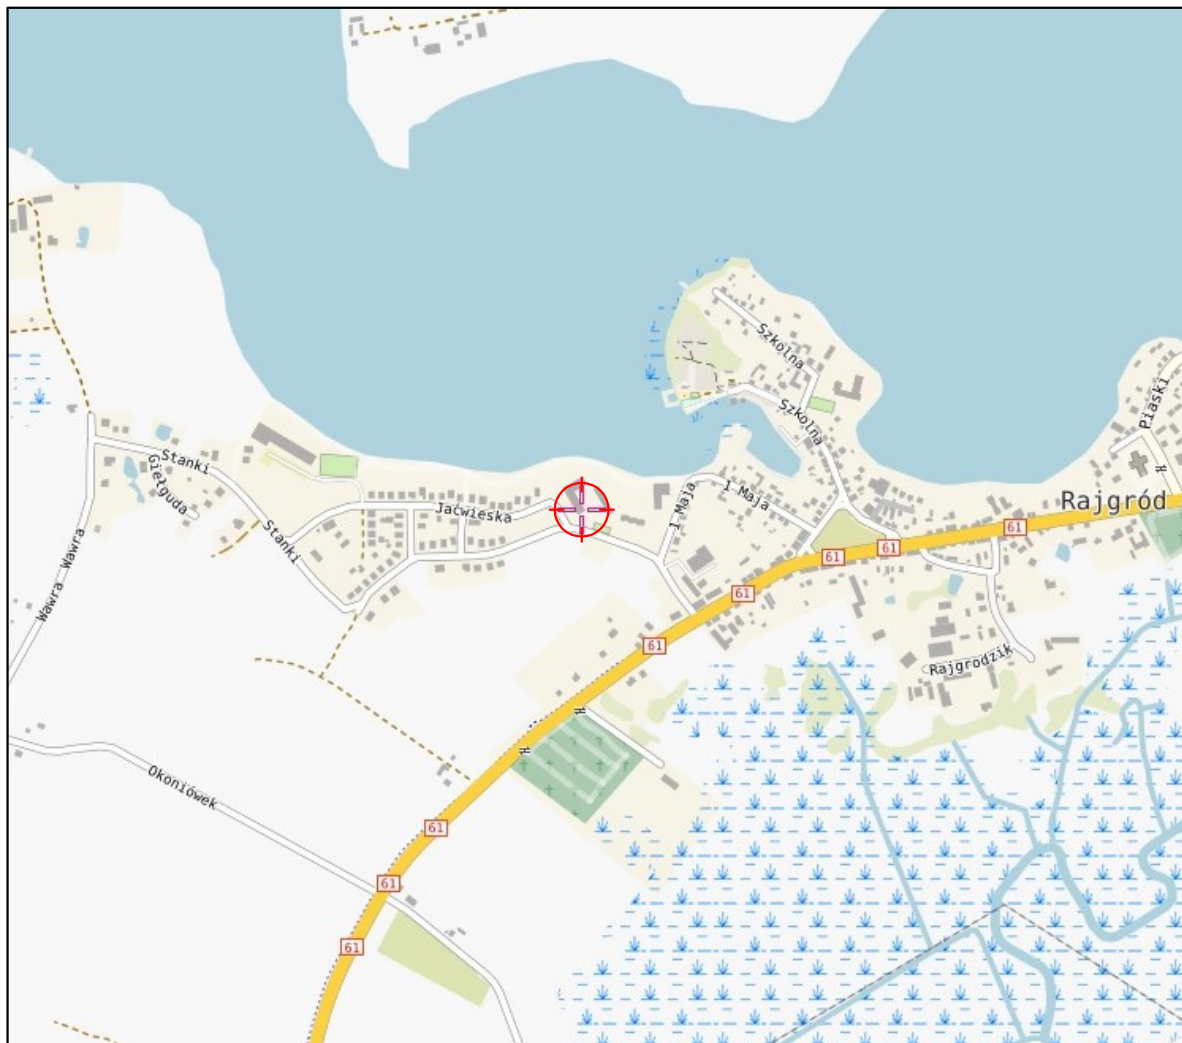 Szkolna
Piaski
Szkolna
Stanki
Giełguda
1 Maja
1 Maja
Rajgród
Jaćwieska
61
61
61
Stanki
Wawra Wawra
61
61
Rajgrodzik
Okoniówek
61
61
61